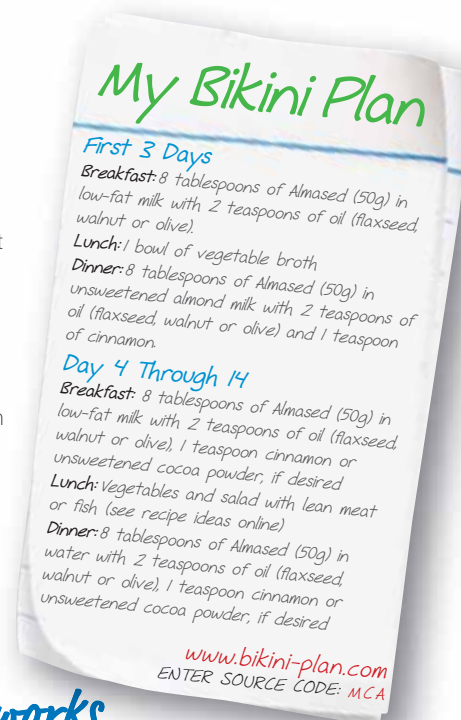 My Bikini Plan
First 3 Days
Breakfast: 8 tablespoons of Almased (50g) in
low-fat milk with 2 teaspoons of oil (flaxseed,
walnut or olive).
Lunch: 1 bowl of vegetable broth
Dinner: 8 tablespoons of Almased (50g) in
unsweetened almond milk with 2 teaspoons of
oil (flaxseed, walnut or olive) and 1 teaspoon
of cinnamon.
Day 4 Through 14
Breakfast: 8 tablespoons of Almased (50g) in
low-fat milk with 2 teaspoons of oil (flaxseed,
walnut or olive), 1 teaspoon cinnamon or
unsweetened cocoa powder, if desired
Lunch: Vegetables and salad with lean meat
or fish (see recipe ideas online)
Dinner: 8 tablespoons of Almased (50g) in
water with 2 teaspoons of oil (flaxseed,
walnut or olive), 1 teaspoon cinnamon or
unsweetened cocoa powder, if desired
www.bikini-plan.com
ENTER SOURCE CODE: MCA